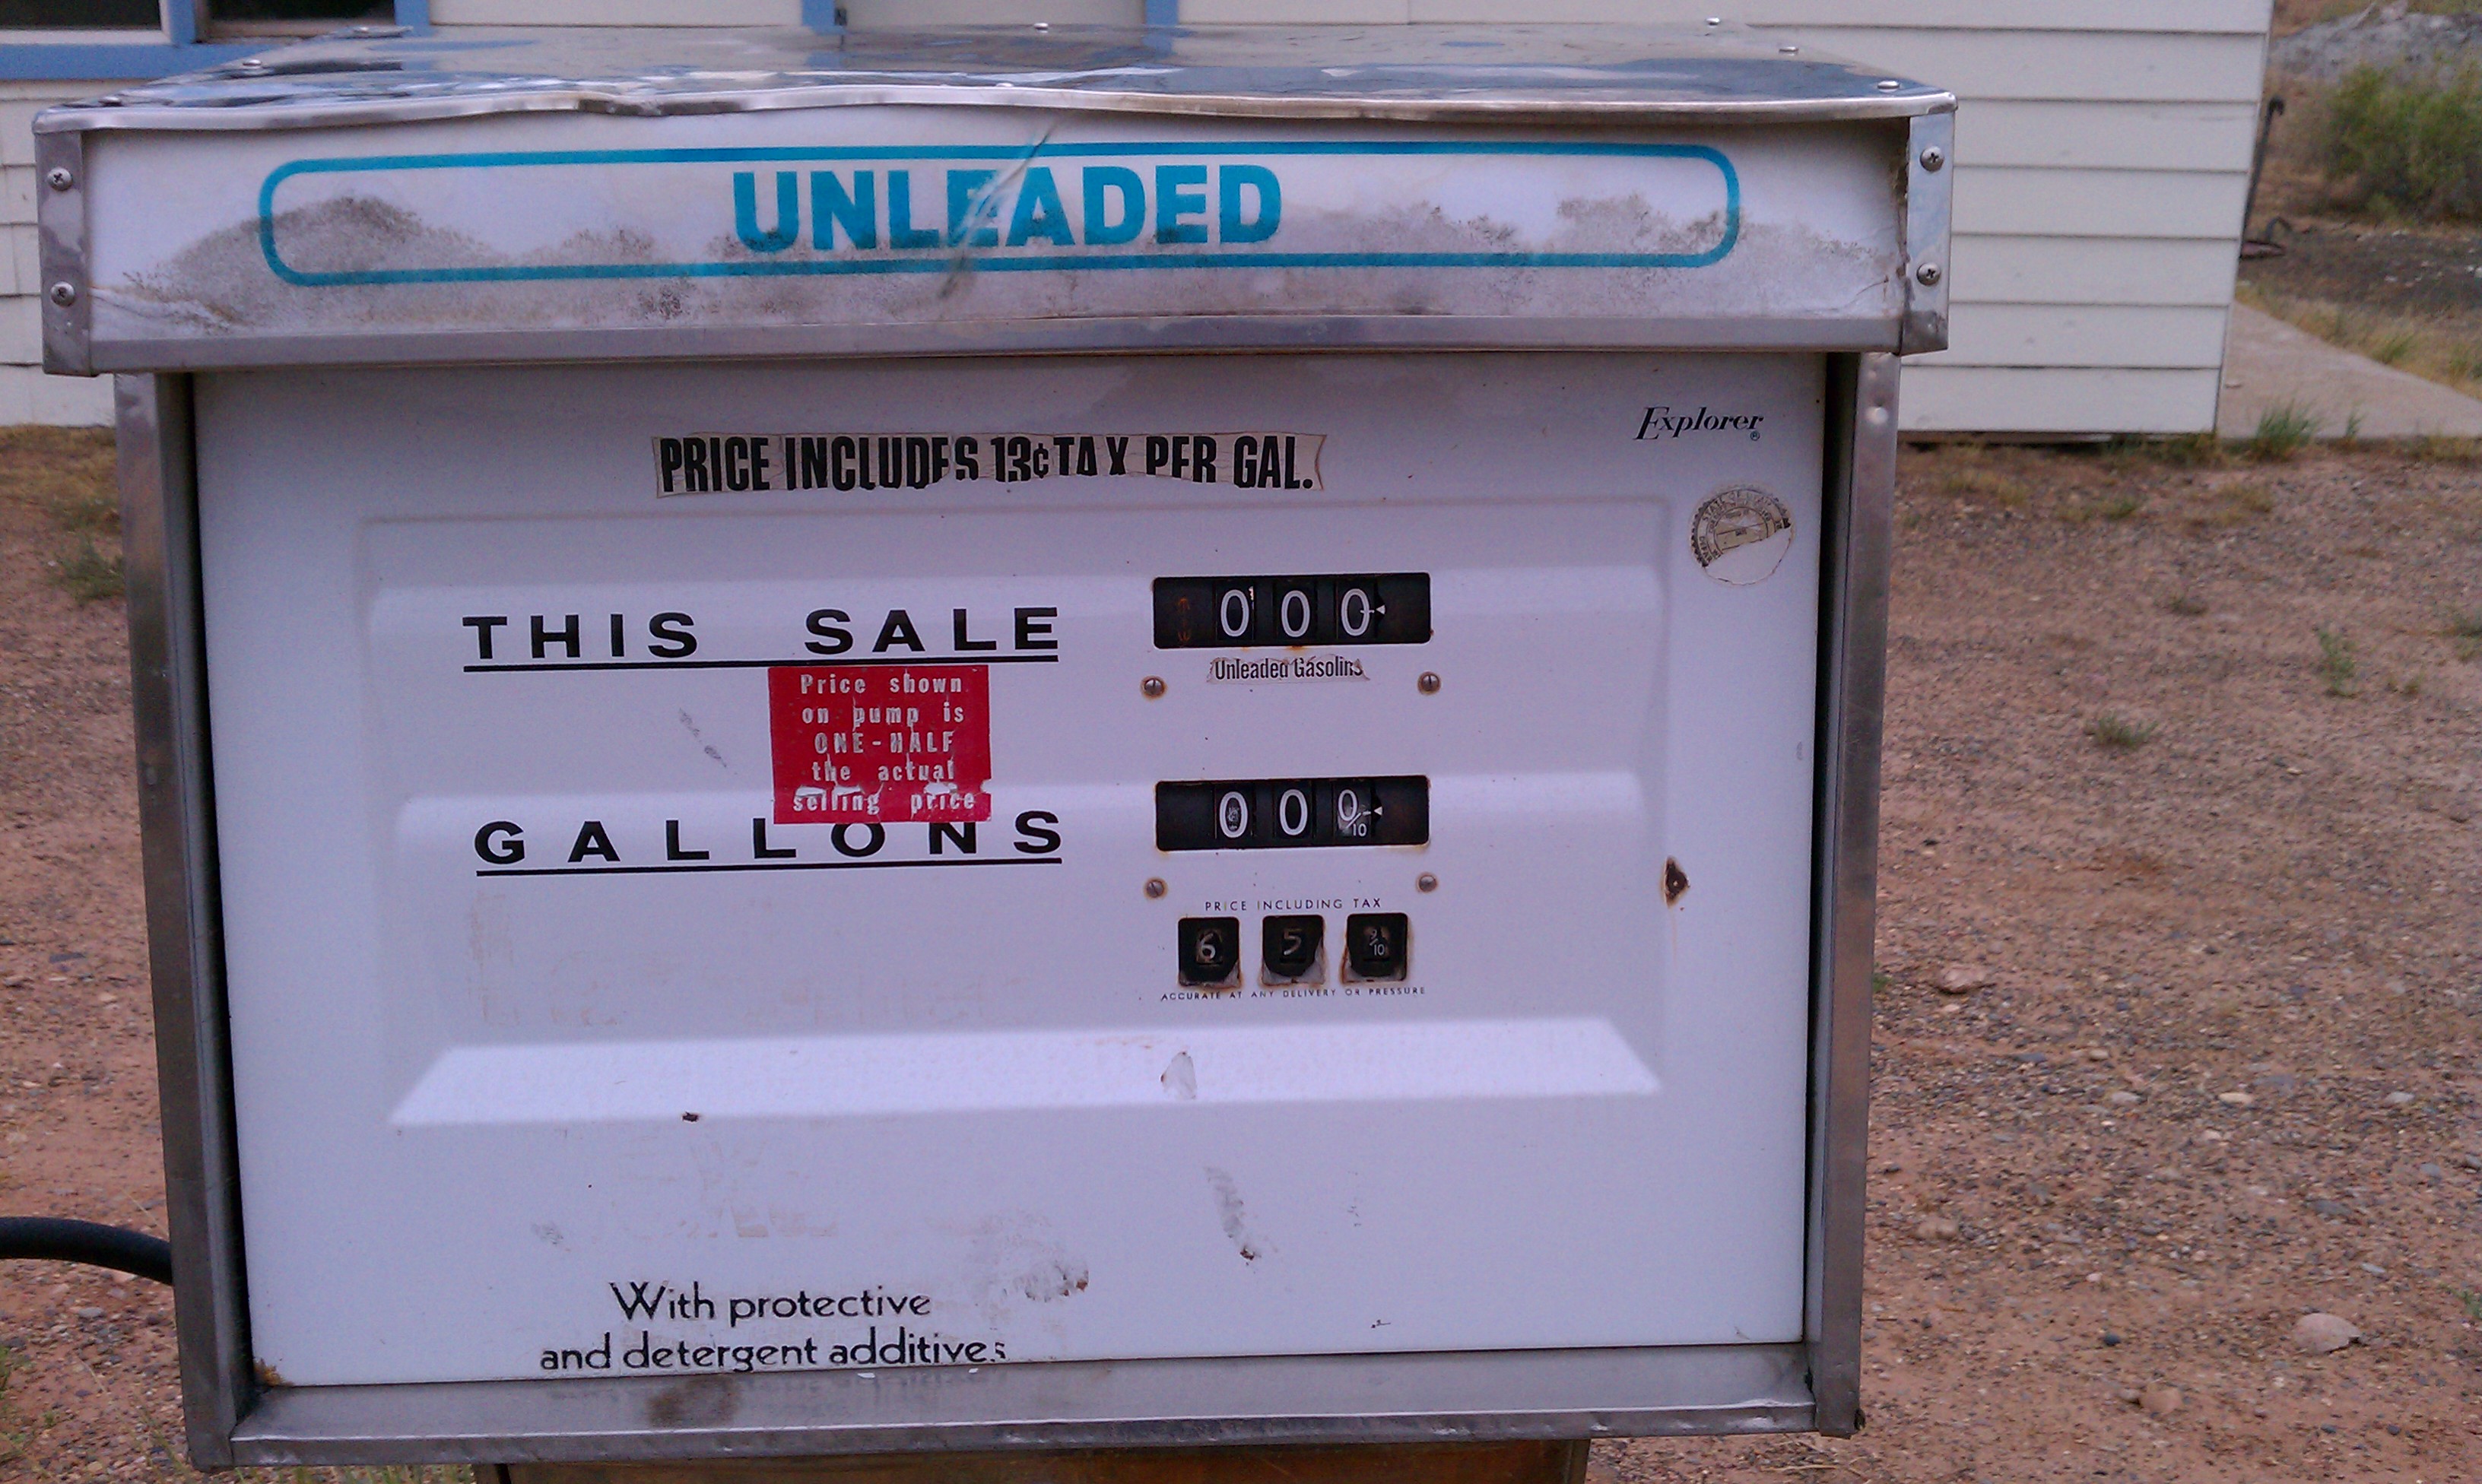 UNLEADED
Explorer®
PRICE INCLUDES 13¢ TAX PER GAL.
THIS SALE
000
Unleaded Gasoline
Price shown
on pump is
ONE-HALF
the actual
selling price
GALLONS
000/10
PRICE INCLUDING TAX
6 5 9/10
ACCURATE AT ANY DELIVERY OR PRESSURE
With protective
and detergent additives